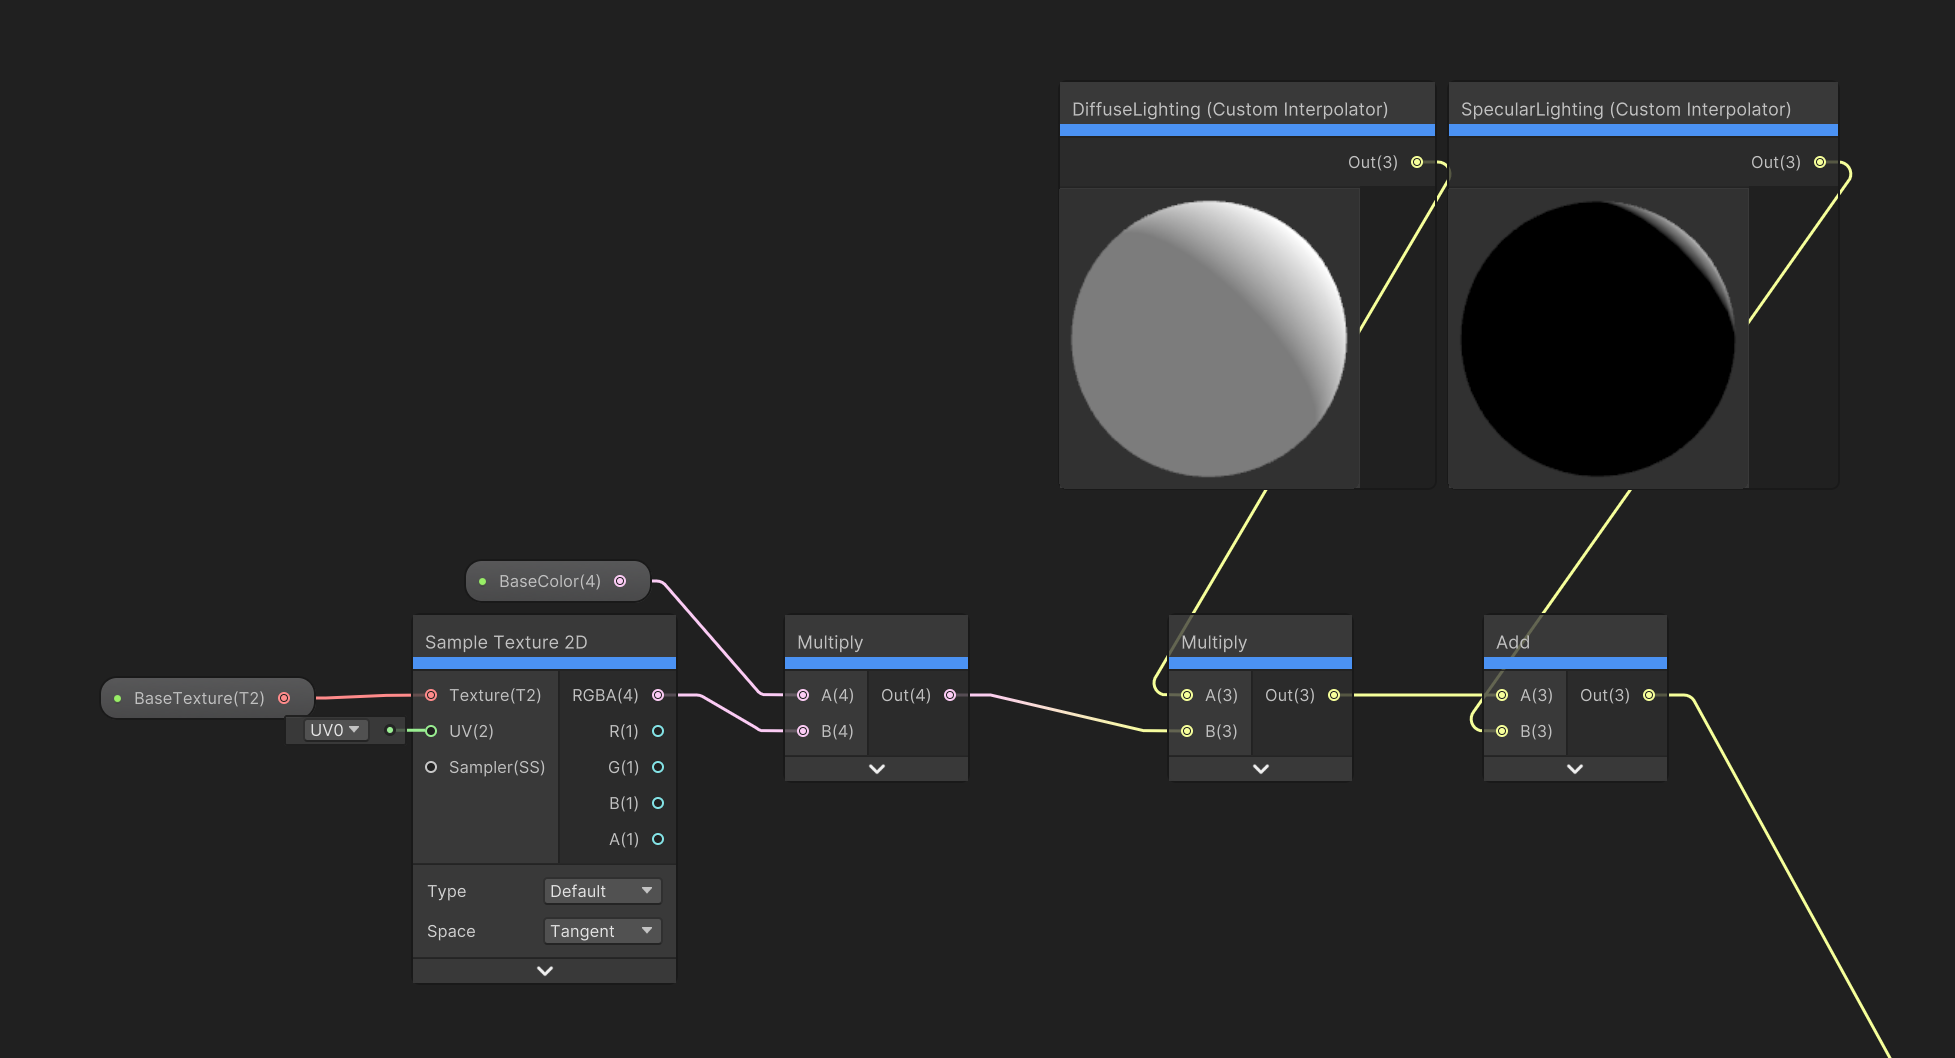 DiffuseLighting (Custom Interpolator)
Out(3)
SpecularLighting (Custom Interpolator)
Out(3)
BaseColor(4)
BaseTexture(T2)
UV0
Sample Texture 2D
Texture(T2)
RGBA(4)
UV(2)
R(1)
Sampler(SS)
G(1)
B(1)
A(1)
Type
Default
Space
Tangent
Multiply
A(4)
Out(4)
B(4)
Multiply
A(3)
Out(3)
B(3)
Add
A(3)
Out(3)
B(3)